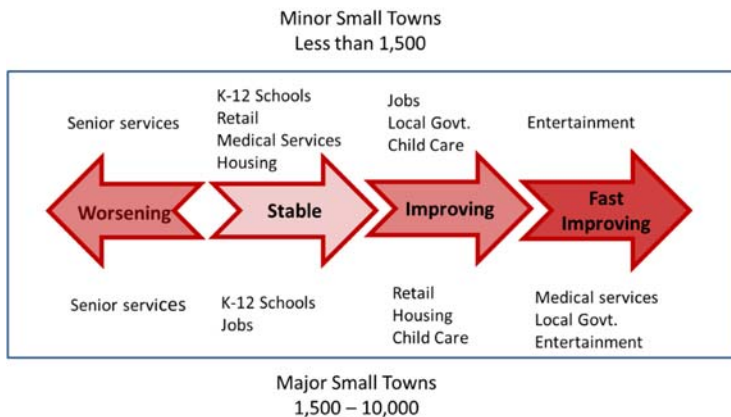 Minor Small Towns
Less than 1,500
Senior services
K-12 Schools
Retail
Medical Services
Housing
Jobs
Local Govt.
Child Care
Entertainment
Worsening
Stable
Improving
Fast
Improving
Senior services
K-12 Schools
Jobs
Retail
Housing
Child Care
Medical services
Local Govt.
Entertainment
Major Small Towns
1,500 – 10,000